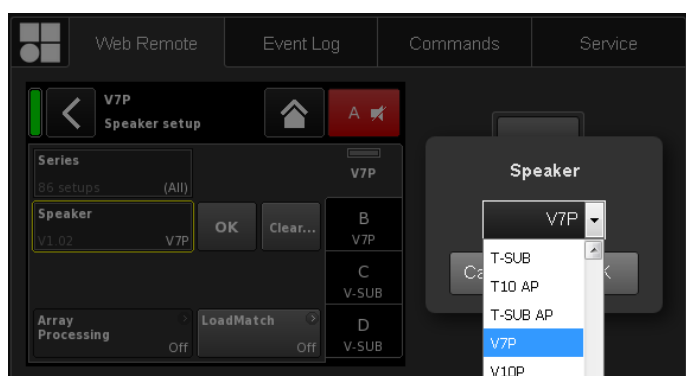 Web Remote
Event Log
Commands
Service
V7P
Speaker setup
A
Series
86 setups (All)
V7P
Speaker
V1.02 V7P
OK
Clear...
B
V7P
C
V-SUB
Array
Processing
Off
LoadMatch
Off
D
V-SUB
Speaker
V7P
Ca
K
T-SUB
T10 AP
T-SUB AP
V7P
V10P